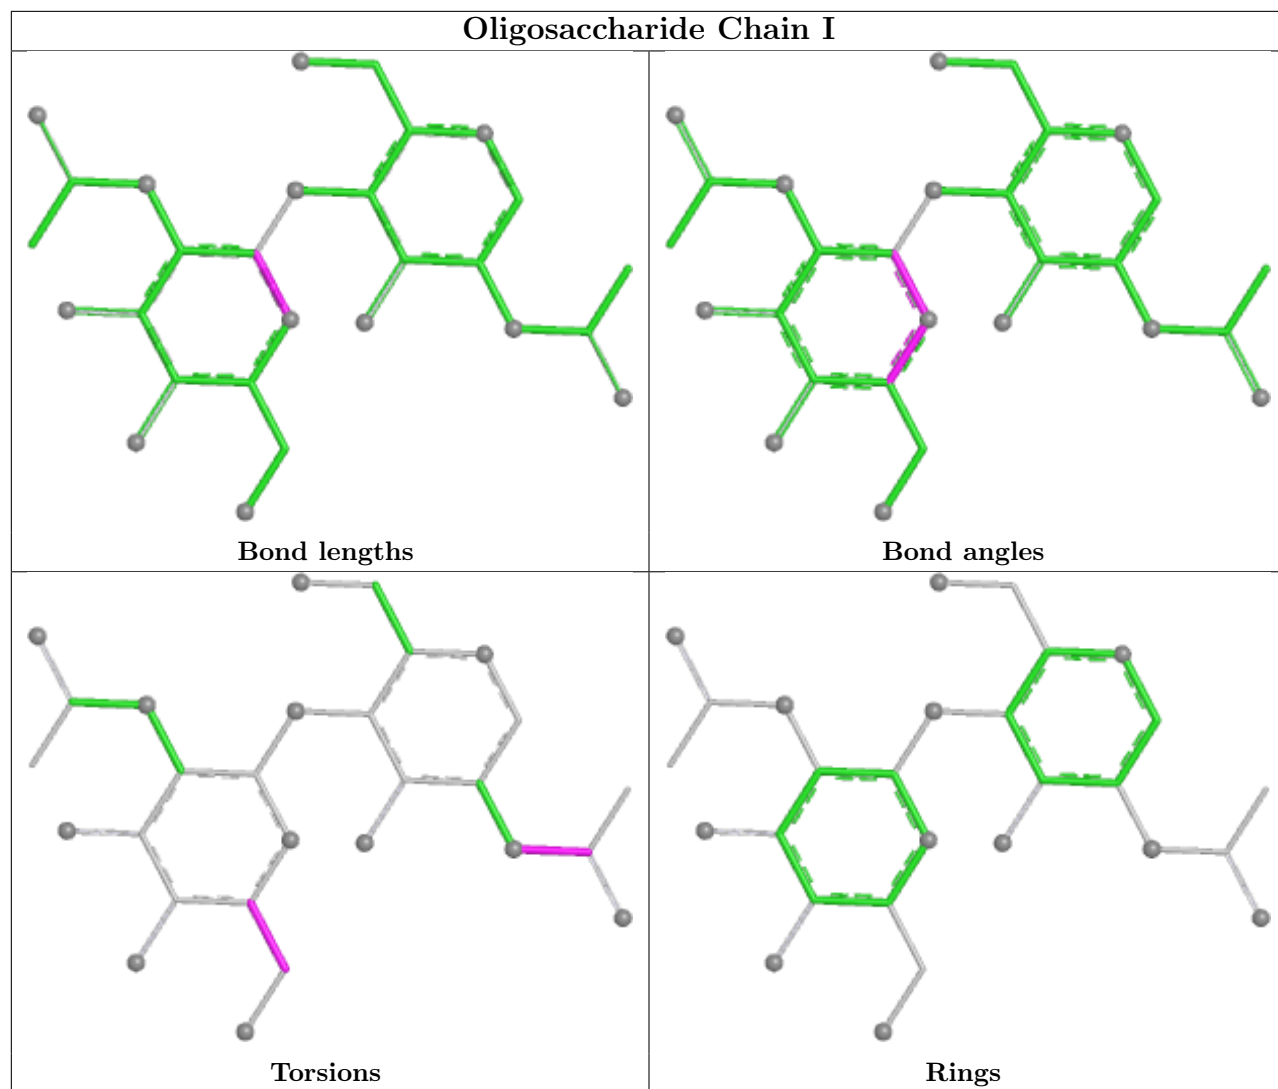 Oligosaccharide Chain I
Bond lengths
Bond angles
Torsions
Rings